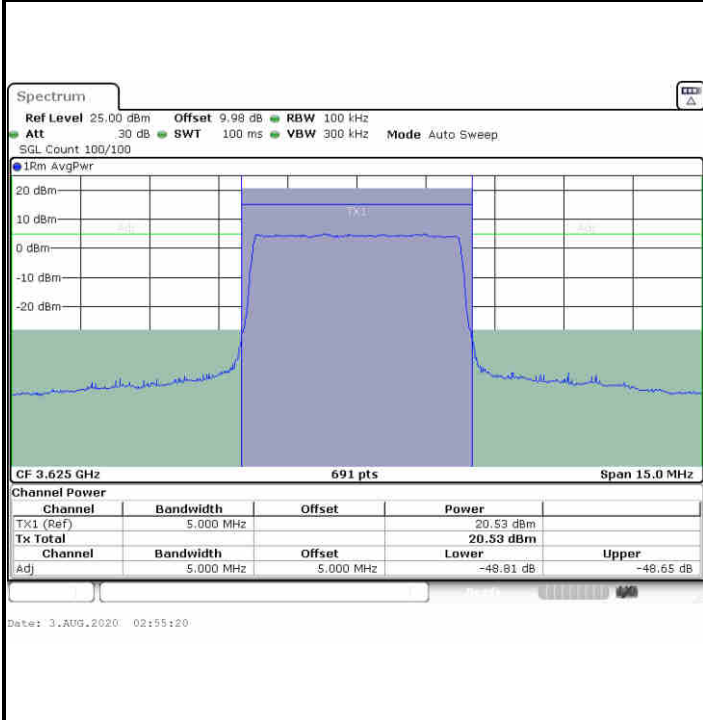 Spectrum
Ref Level 25.00 dBm Offset 9.98 dB RBW 100 kHz
Att 30 dB SWT 100 ms VBW 300 kHz Mode Auto Sweep
SGL Count 100/100
1Rm AvgPwr
20 dBm
TX1
10 dBm
Adj Adj
0 dBm
-10 dBm
-20 dBm
CF 3.625 GHz 691 pts Span 15.0 MHz
Channel Power
Channel Bandwidth Offset Power
TX1 (Ref) 5.000 MHz 20.53 dBm
Tx Total 20.53 dBm
Channel Bandwidth Offset Lower Upper
Adj 5.000 MHz 5.000 MHz -48.81 dB -48.65 dB
Date: 3.AUG.2020 02:55:20